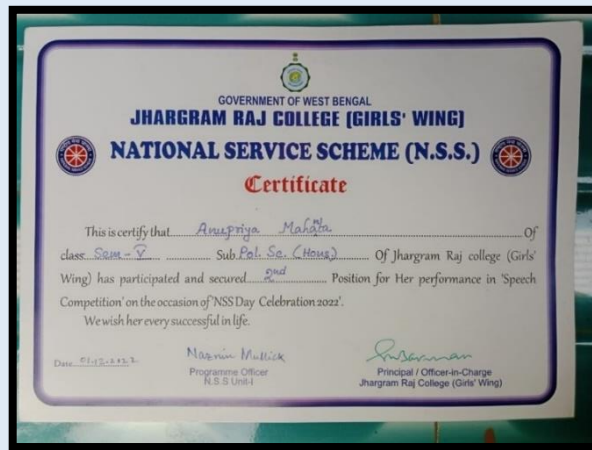 GOVERNMENT OF WEST BENGAL
JHARGRAM RAJ COLLEGE (GIRLS' WING)
NATIONAL SERVICE SCHEME (N.S.S.)
Certificate
This is certify that Anupriya Mahata Of
class Sem-V Sub Pol. Sc. (Hons) Of Jhargram Raj college (Girls'
Wing) has participated and secured 2nd Position for Her performance in 'Speech
Competition' on the occasion of 'NSS Day Celebration 2022'.
We wish her every successful in life.
Date 01-12-2022
Maznin Mullick
Programme Officer
N.S.S Unit-I
Principal / Officer-in-Charge
Jhargram Raj College (Girls' Wing)